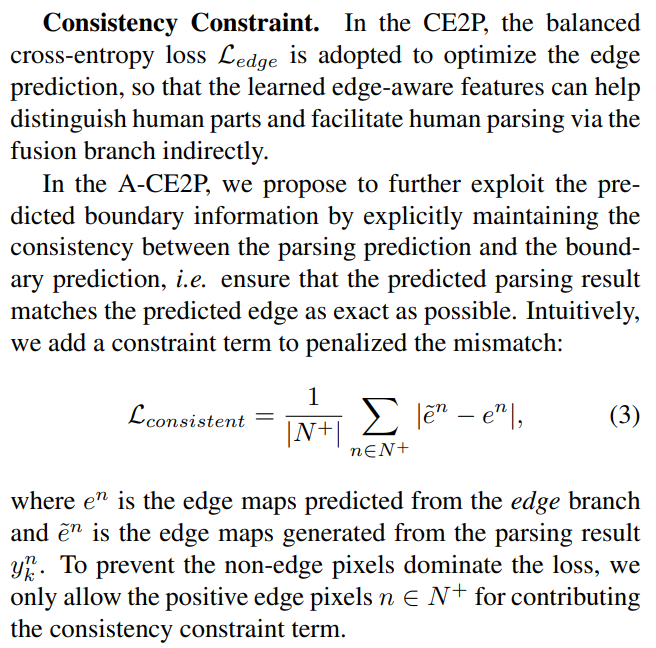 Consistency Constraint. In the CE2P, the balanced
cross-entropy loss $\mathcal{L}_{edge}$ is adopted to optimize the edge
prediction, so that the learned edge-aware features can help
distinguish human parts and facilitate human parsing via the
fusion branch indirectly.
In the A-CE2P, we propose to further exploit the pre-
dicted boundary information by explicitly maintaining the
consistency between the parsing prediction and the bound-
ary prediction, i.e. ensure that the predicted parsing result
matches the predicted edge as exact as possible. Intuitively,
we add a constraint term to penalized the mismatch:
$\mathcal{L}_{consistent} = \frac{1}{|N^+|} \sum_{n \in N^+} |\tilde{e}^n - e^n|,$ (3)
where $e^n$ is the edge maps predicted from the edge branch
and $\tilde{e}^n$ is the edge maps generated from the parsing result
$y_k^n$. To prevent the non-edge pixels dominate the loss, we
only allow the positive edge pixels $n \in N^+$ for contributing
the consistency constraint term.